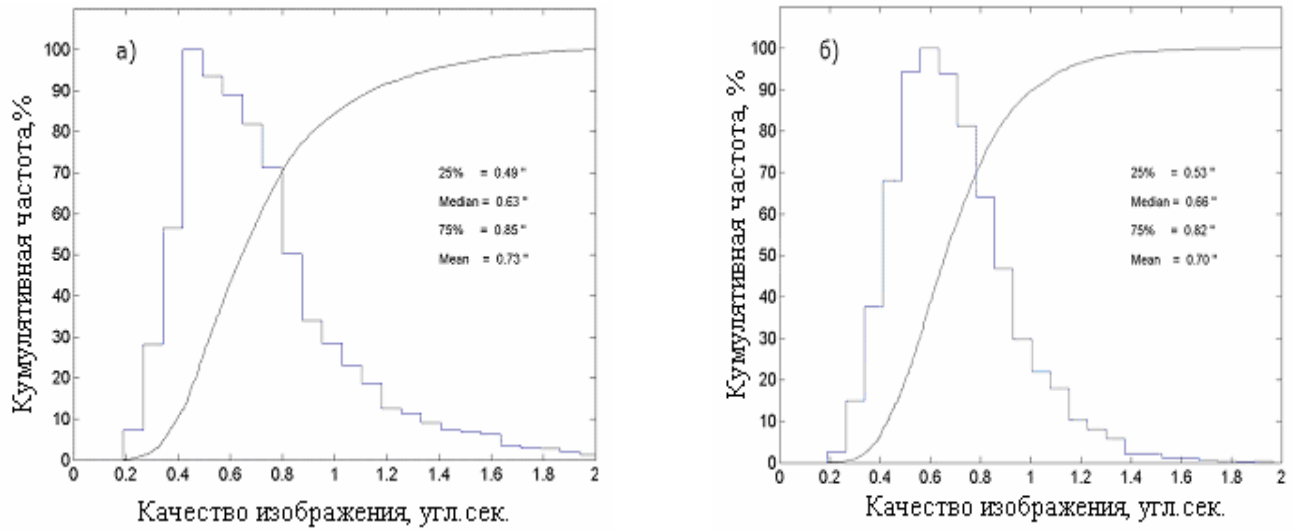 а)
Кумулятивная частота,%
100
90
80
70
60
50
40
30
20
10
0
25% = 0.49 "
Median = 0.63 "
75% = 0.85 "
Mean = 0.73 "
0 0.2 0.4 0.6 0.8 1 1.2 1.4 1.6 1.8 2
Качество изображения, угл.сек.
б)
Кумулятивная частота, %
100
90
80
70
60
50
40
30
20
10
0
25% = 0.53 "
Median = 0.66 "
75% = 0.82 "
Mean = 0.70 "
0 0.2 0.4 0.6 0.8 1 1.2 1.4 1.6 1.8 2
Качество изображения, угл.сек.